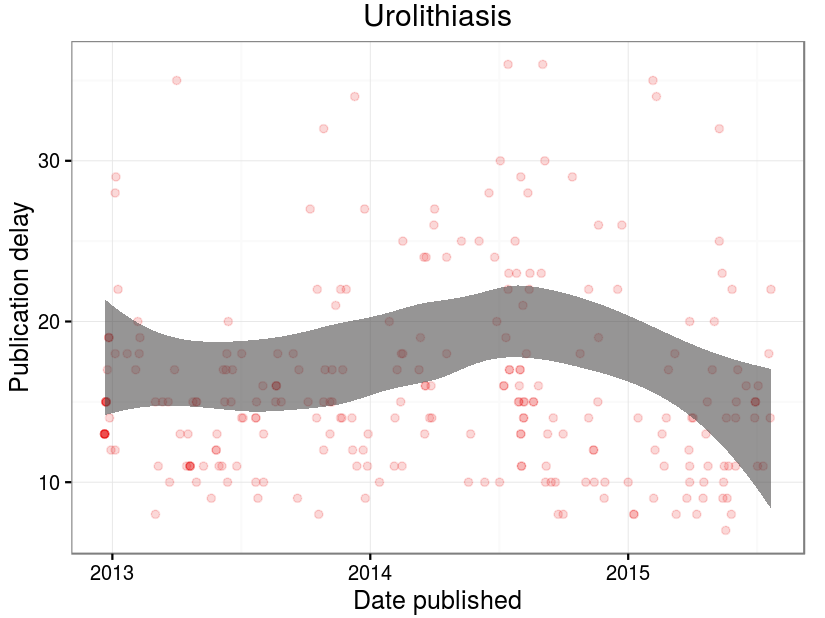 Urolithiasis
Publication delay
30
20
10
2013 2014 2015
Date published